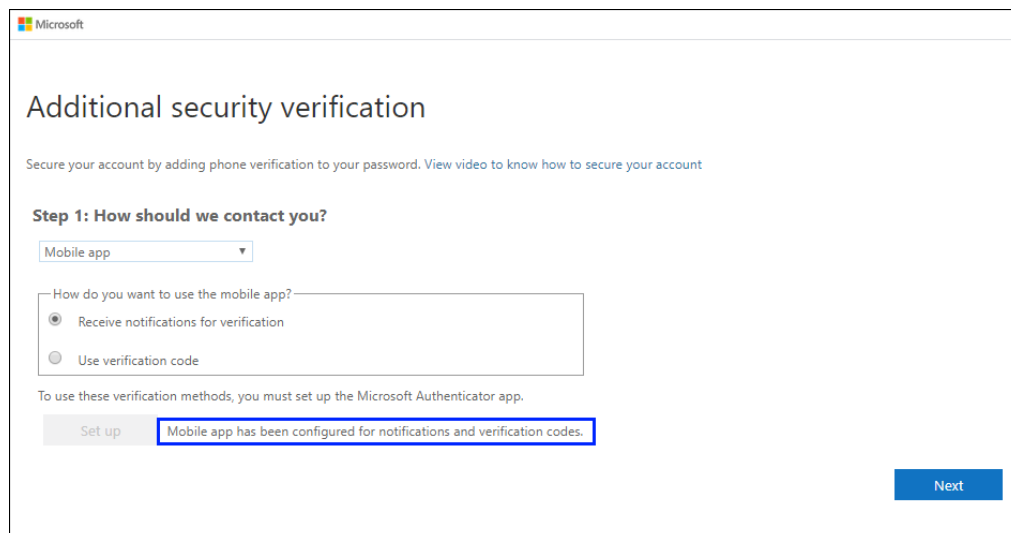 Microsoft
Additional security verification
Secure your account by adding phone verification to your password. View video to know how to secure your account
Step 1: How should we contact you?
Mobile app
How do you want to use the mobile app?
Receive notifications for verification
Use verification code
To use these verification methods, you must set up the Microsoft Authenticator app.
Set up Mobile app has been configured for notifications and verification codes.
Next